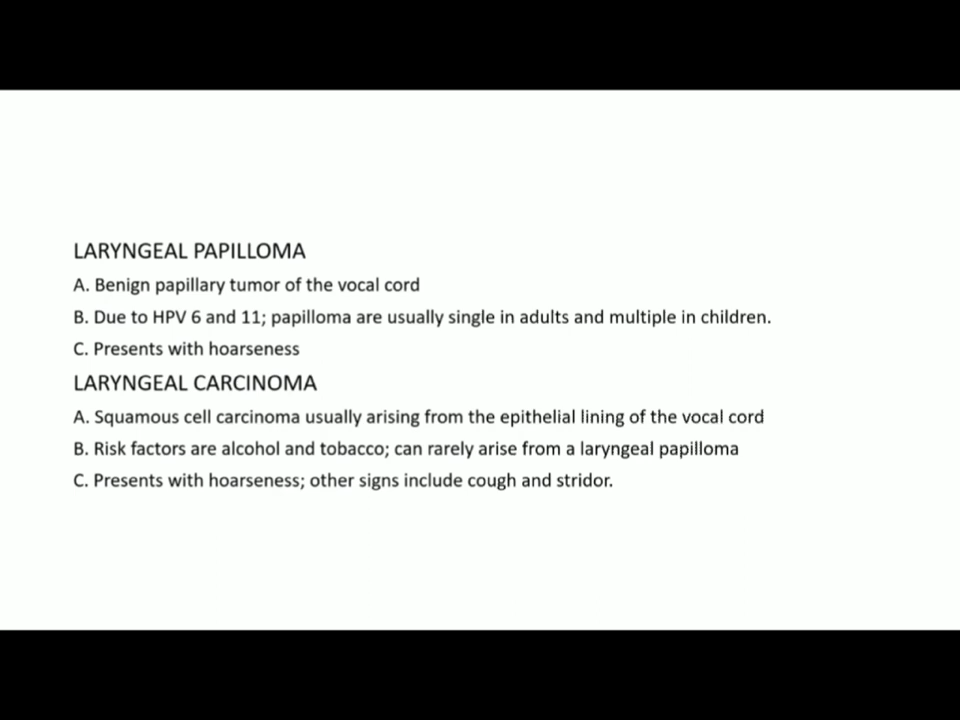 LARYNGEAL PAPILLOMA
A. Benign papillary tumor of the vocal cord
B. Due to HPV 6 and 11; papilloma are usually single in adults and multiple in children.
C. Presents with hoarseness
LARYNGEAL CARCINOMA
A. Squamous cell carcinoma usually arising from the epithelial lining of the vocal cord
B. Risk factors are alcohol and tobacco; can rarely arise from a laryngeal papilloma
C. Presents with hoarseness; other signs include cough and stridor.